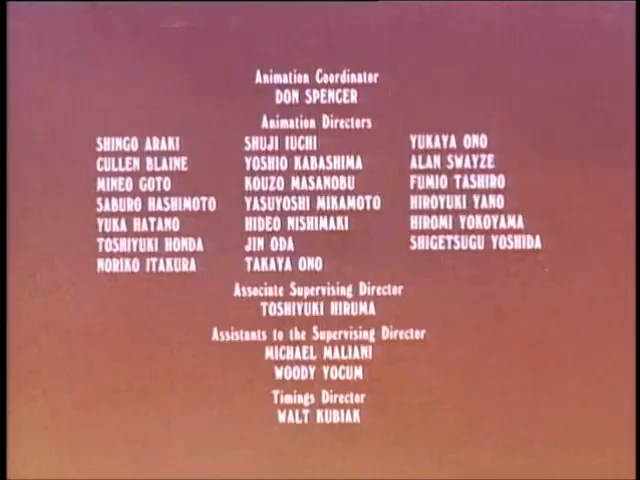 Animation Coordinator
DON SPENCER
Animation Directors
SHINGO ARAKI SHUJI IUCHI YUKAYA ONO
CULLEN BLAINE YOSHIO KABASHIMA ALAN SWAYZE
MINEO GOTO KOUZO MASANOBU FUMIO TASHIRO
SABURO HASHIMOTO YASUYOSHI MIKAMOTO HIROYUKI YANO
YUKA HATANO HIDEO NISHIMAKI HIROMI YOKOYAMA
TOSHIYUKI HONDA JIN ODA SHIGETSUGU YOSHIDA
NORIKO ITAKURA TAKAYA ONO
Associate Supervising Director
TOSHIYUKI HIRUMA
Assistants to the Supervising Director
MICHAEL MALIANI
WOODY YOCUM
Timings Director
WALT KUBIAK